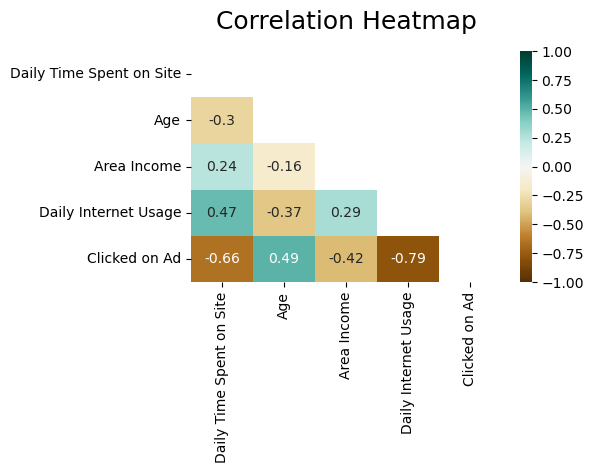 Correlation Heatmap
Daily Time Spent on Site
Age
-0.3
Area Income
0.24 -0.16
Daily Internet Usage
0.47 -0.37 0.29
Clicked on Ad
-0.66 0.49 -0.42 -0.79
Daily Time Spent on Site
Age
Area Income
Daily Internet Usage
Clicked on Ad
1.00
0.75
0.50
0.25
0.00
−0.25
−0.50
−0.75
−1.00